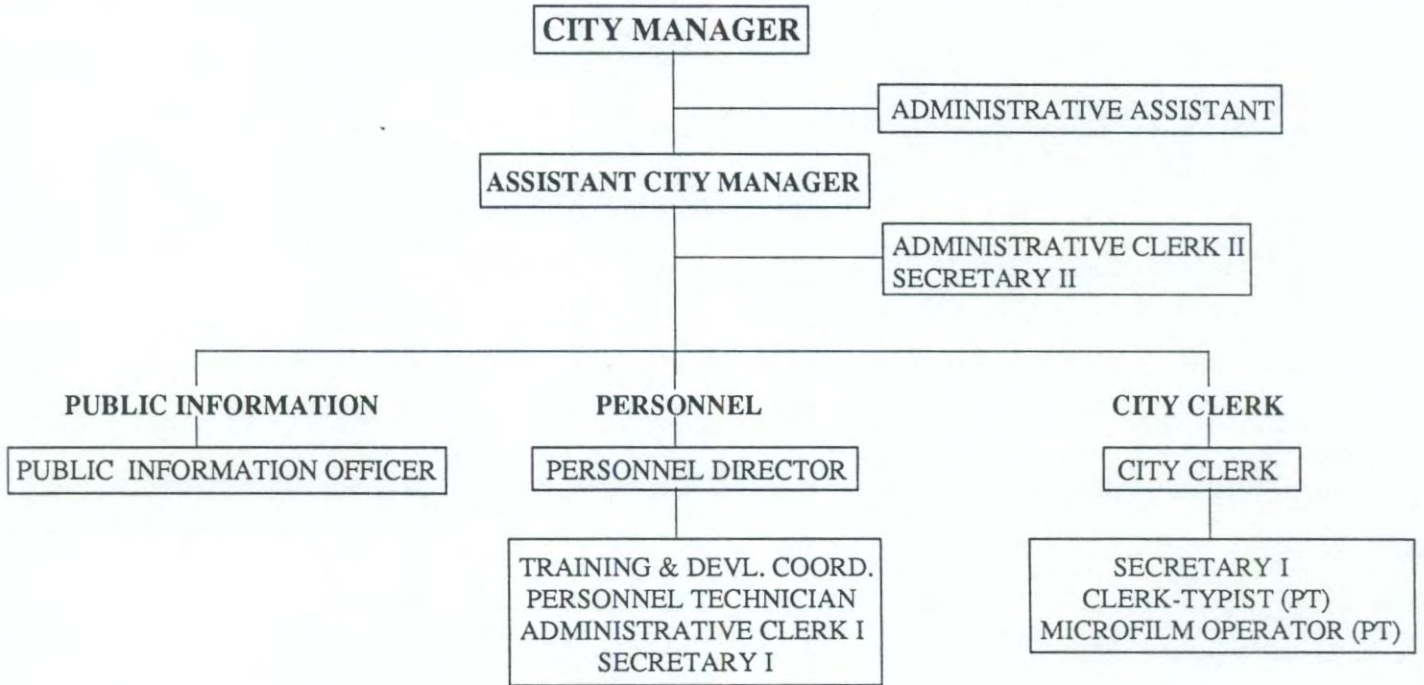 CITY MANAGER
ADMINISTRATIVE ASSISTANT
ASSISTANT CITY MANAGER
ADMINISTRATIVE CLERK II
SECRETARY II
PUBLIC INFORMATION
PERSONNEL
CITY CLERK
PUBLIC INFORMATION OFFICER
PERSONNEL DIRECTOR
CITY CLERK
TRAINING & DEVL. COORD.
PERSONNEL TECHNICIAN
ADMINISTRATIVE CLERK I
SECRETARY I
SECRETARY I
CLERK-TYPIST (PT)
MICROFILM OPERATOR (PT)